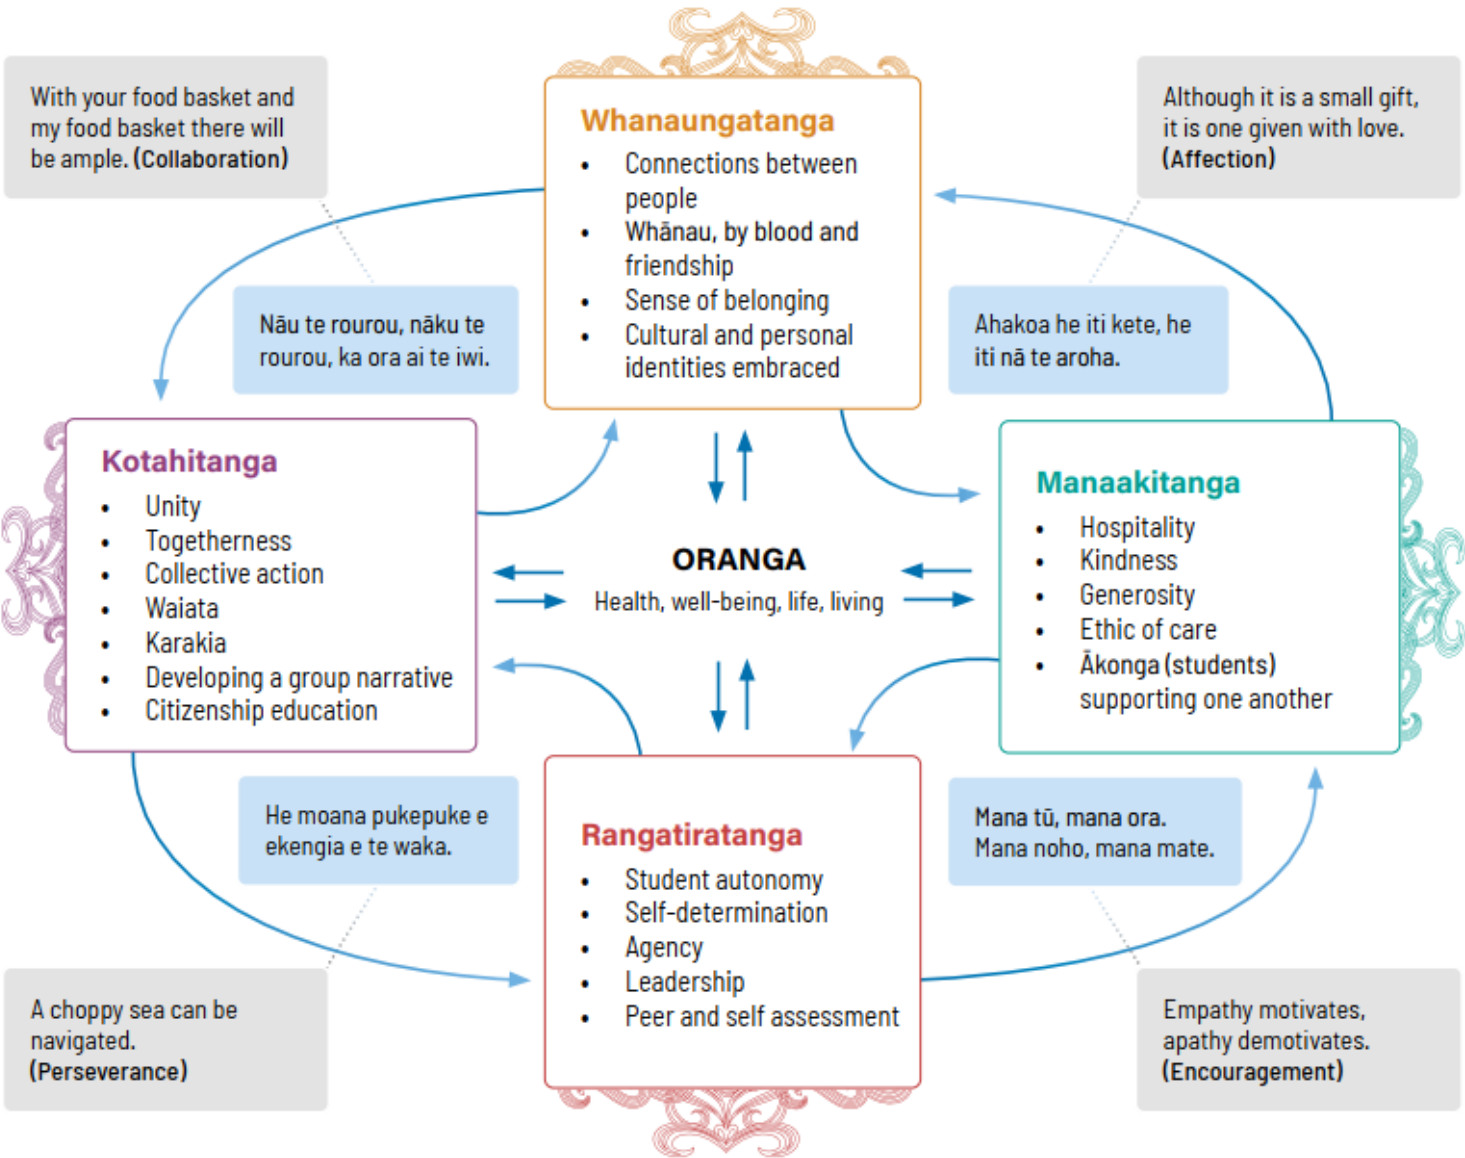 With your food basket and
my food basket there will
be ample. (Collaboration)
Whanaungatanga
• Connections between
people
• Whānau, by blood and
friendship
• Sense of belonging
• Cultural and personal
identities embraced
Although it is a small gift,
it is one given with love.
(Affection)
Nāu te rourou, nāku te
rourou, ka ora ai te iwi.
Ahakoa he iti kete, he
iti nā te aroha.
Kotahitanga
• Unity
• Togetherness
• Collective action
• Waiata
• Karakia
• Developing a group narrative
• Citizenship education
ORANGA
Health, well-being, life, living
Manaakitanga
• Hospitality
• Kindness
• Generosity
• Ethic of care
• Ākonga (students)
supporting one another
He moana pukepuke e
ekengia e te waka.
Rangatiratanga
• Student autonomy
• Self-determination
• Agency
• Leadership
• Peer and self assessment
Mana tū, mana ora.
Mana noho, mana mate.
A choppy sea can be
navigated.
(Perseverance)
Empathy motivates,
apathy demotivates.
(Encouragement)